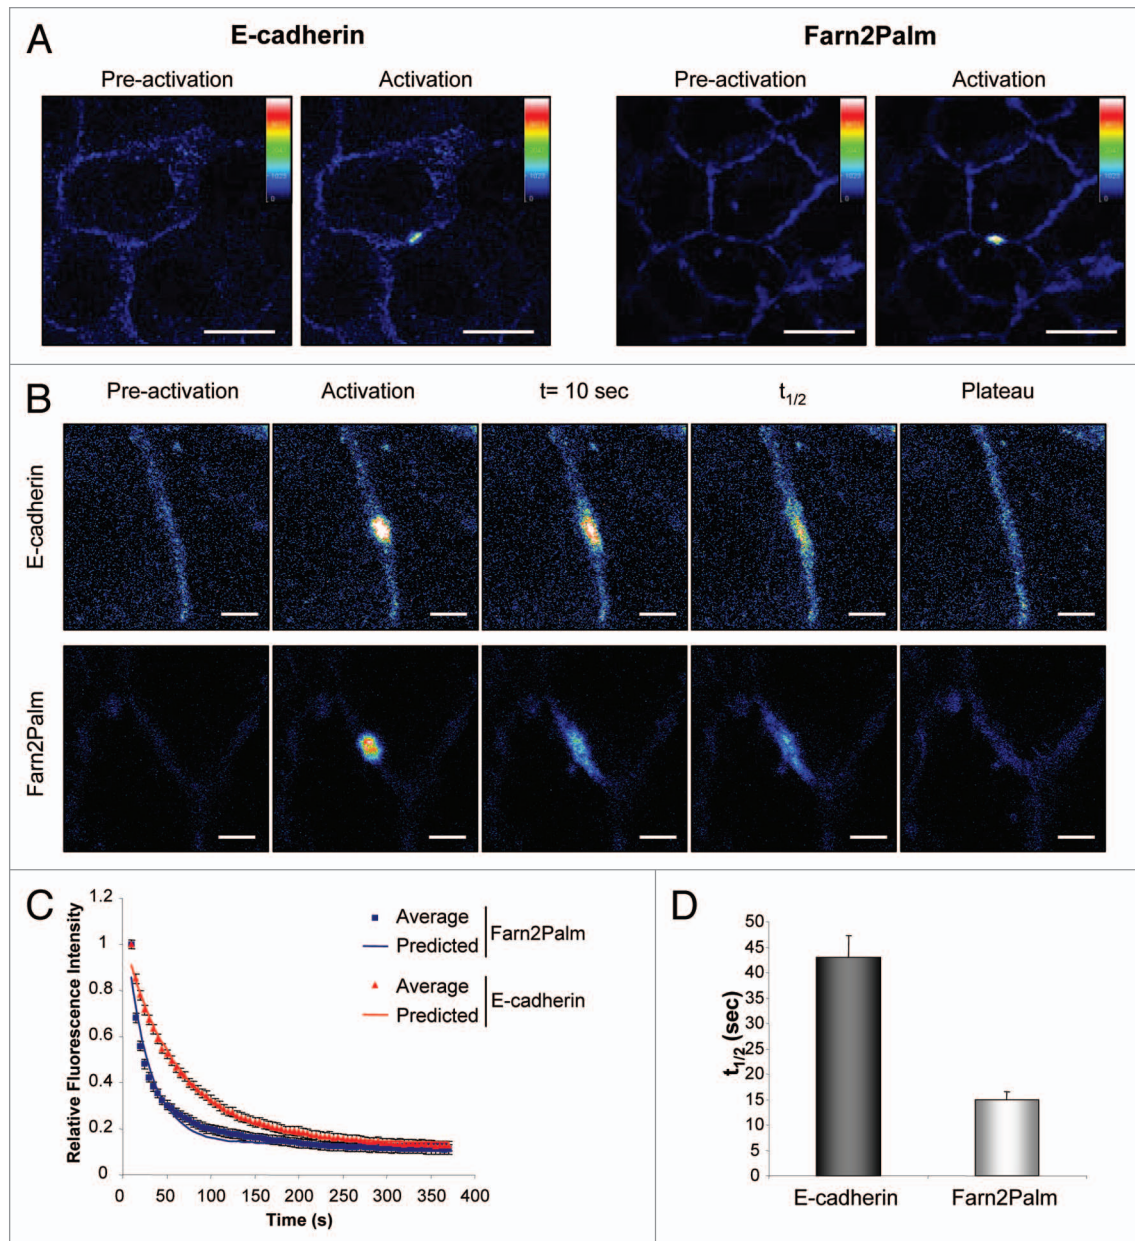 A
E-cadherin
Farn2Palm
Pre-activation
Activation
Pre-activation
Activation
B
Pre-activation
Activation
t= 10 sec
t1/2
Plateau
E-cadherin
Farn2Palm
C
Relative Fluorescence Intensity
1.2
1
0.8
0.6
0.4
0.2
0
0
50
100
150
200
250
300
350
400
Time (s)
Average
Predicted
Farn2Palm
Average
Predicted
E-cadherin
D
t1/2 (sec)
50
45
40
35
30
25
20
15
10
5
0
E-cadherin
Farn2Palm